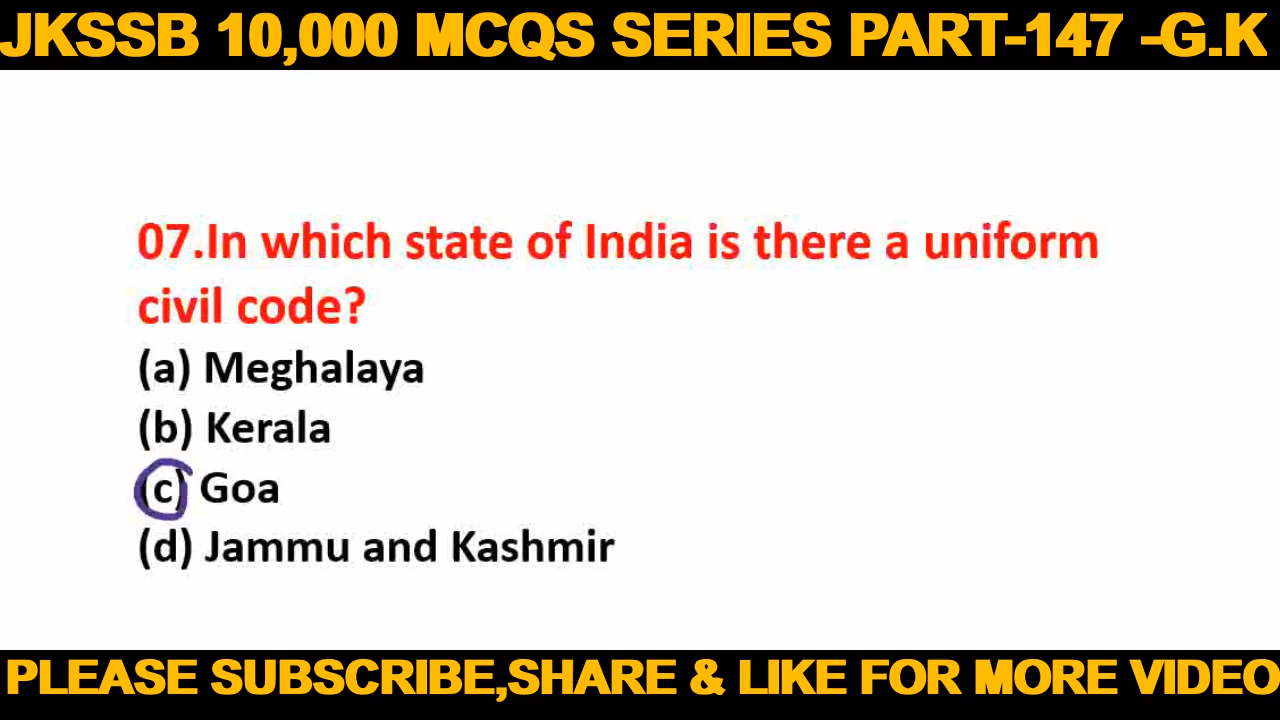 JKSSB 10,000 MCQS SERIES PART-147 -G.K
07.In which state of India is there a uniform
civil code?
(a) Meghalaya
(b) Kerala
(c) Goa
(d) Jammu and Kashmir
PLEASE SUBSCRIBE,SHARE & LIKE FOR MORE VIDEO